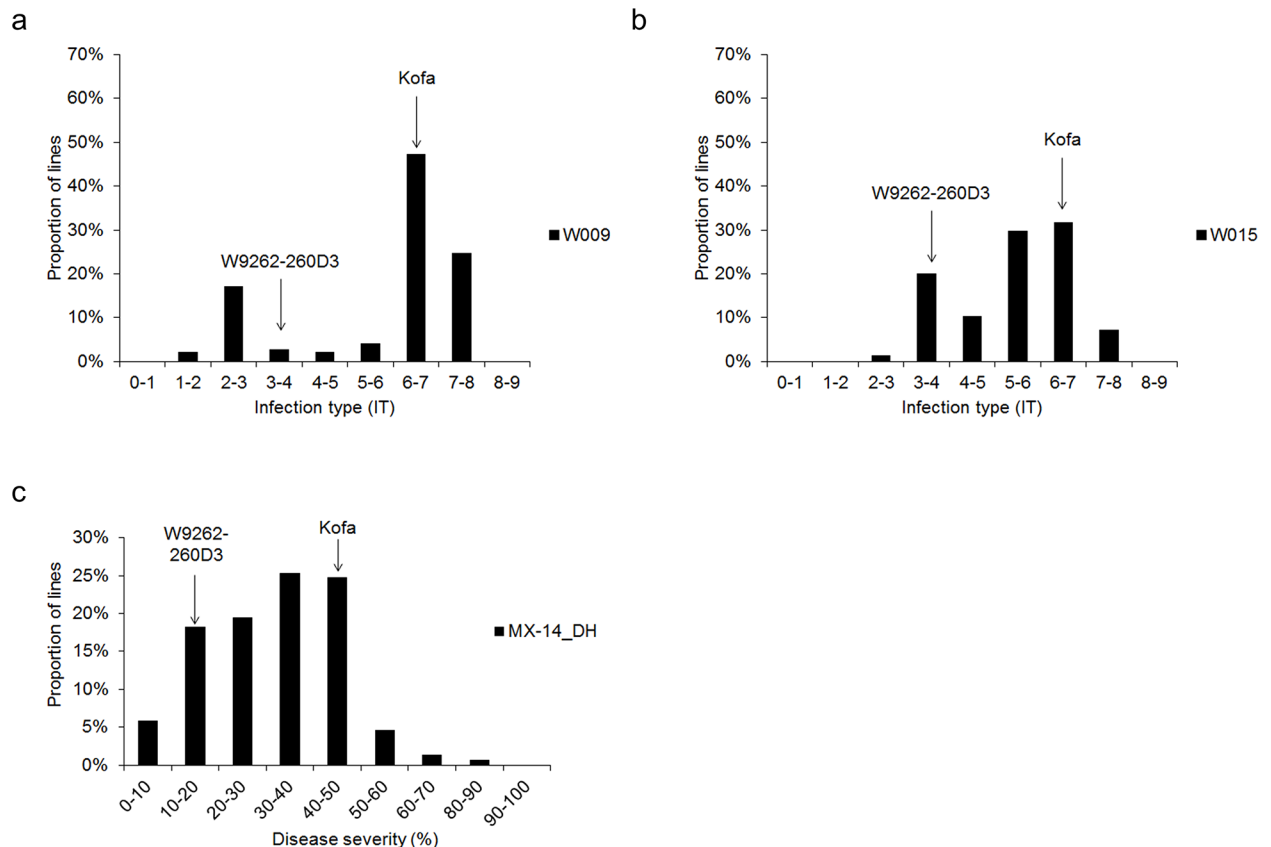 a
70%
60%
50%
40%
30%
20%
10%
0%
Proportion of lines
Kofa
W9262-260D3
W009
0-1 1-2 2-3 3-4 4-5 5-6 6-7 7-8 8-9
Infection type (IT)
b
70%
60%
50%
40%
30%
20%
10%
0%
Proportion of lines
Kofa
W9262-260D3
W015
0-1 1-2 2-3 3-4 4-5 5-6 6-7 7-8 8-9
Infection type (IT)
c
30%
25%
20%
15%
10%
5%
0%
Proportion of lines
W9262-
260D3
Kofa
MX-14_DH
0-10 10-20 20-30 30-40 40-50 50-60 60-70 80-90 90-100
Disease severity (%)